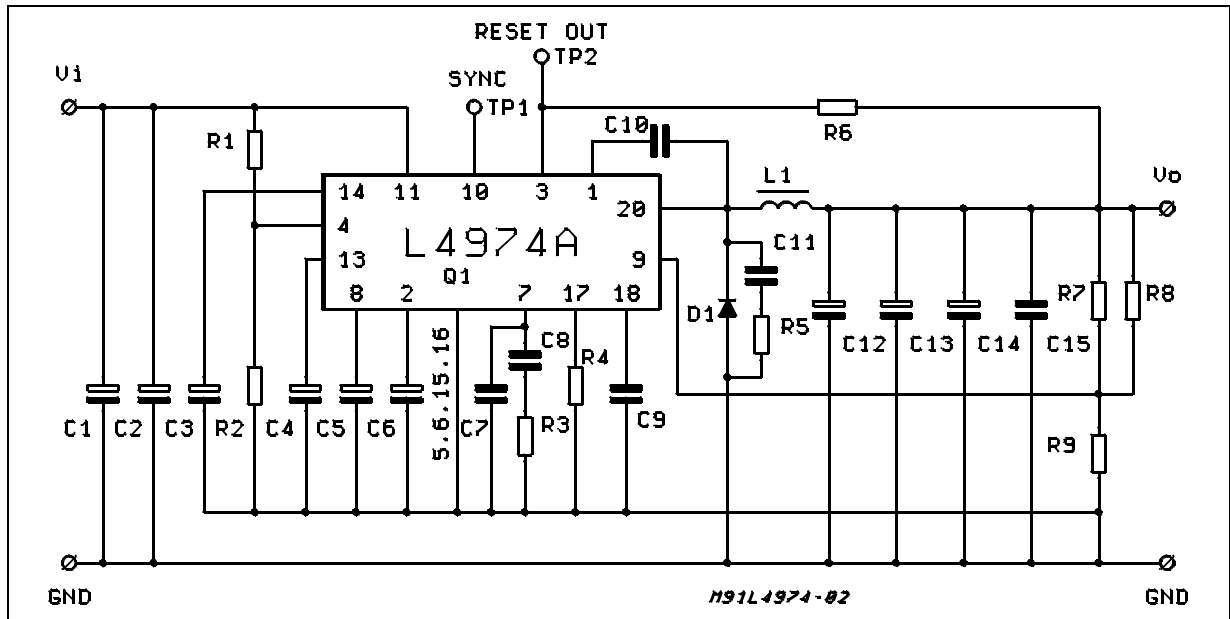 RESET OUT
TP2
Vi
SYNC
TP1
C10
R6
R1
L1
Vo
14 11 10 3 1
20
4
L4974A
C11
13
Q1
9
8 2 7 17 18
R7 R8
D1
R5
C8
R4
C12 C13 C14 C15
5.6.15.16
C1 C2 C3 R2 C4 C5 C6 C7 R3 C9
R9
GND
M91L4974-02
GND